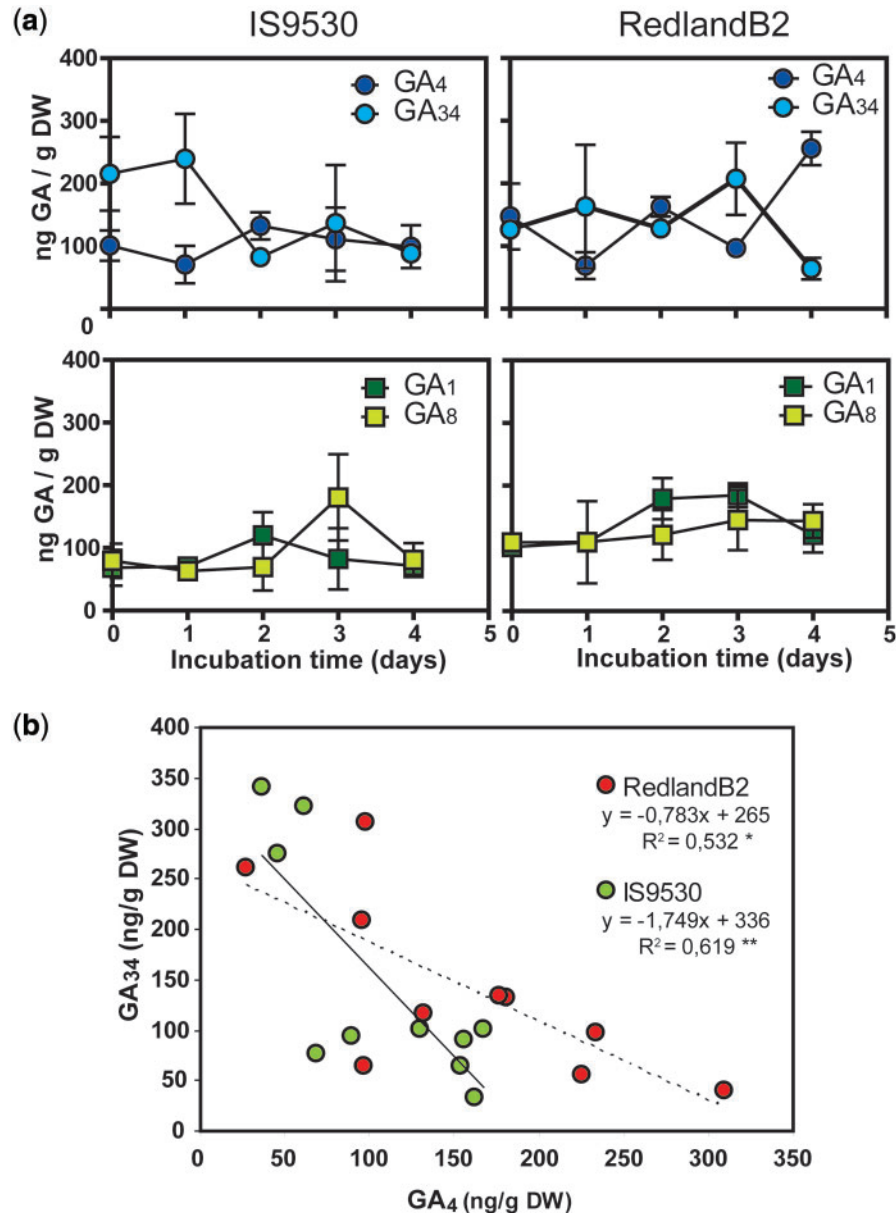 (a)
IS9530
RedlandB2
400
300
200
100
0
ng GA / g DW
GA4
GA34
GA4
GA34
400
300
200
100
0
ng GA / g DW
GA1
GA8
GA1
GA8
0 1 2 3 4 5
Incubation time (days)
0 1 2 3 4 5
Incubation time (days)
(b)
400
350
300
250
200
150
100
50
0
GA34 (ng/g DW)
RedlandB2
y = -0,783x + 265
R² = 0,532 *
IS9530
y = -1,749x + 336
R² = 0,619 **
0 50 100 150 200 250 300 350
GA4 (ng/g DW)